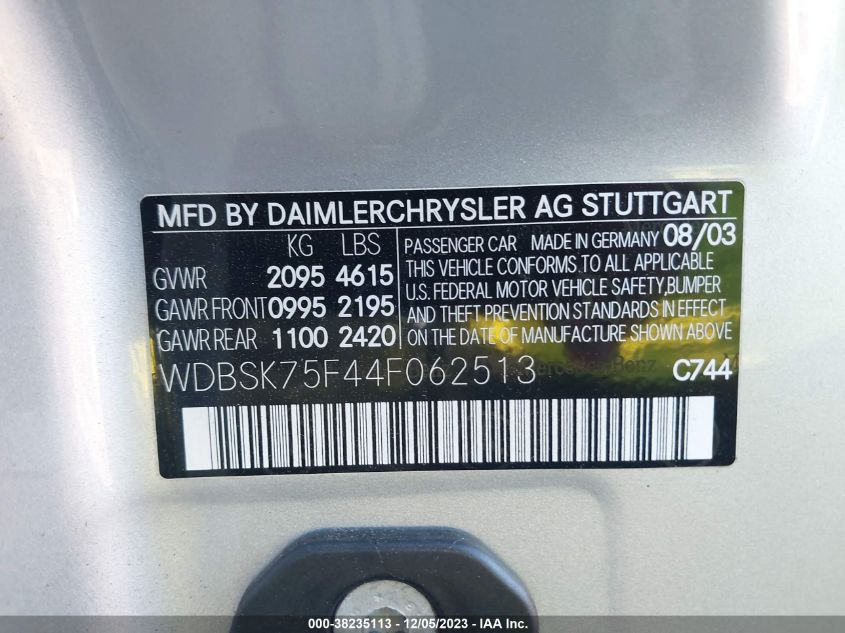 MFD BY DAIMLERCHRYSLER AG STUTTGART
KG LBS
GVWR 2095 4615
GAWR FRONT 0995 2195
GAWR REAR 1100 2420
PASSENGER CAR MADE IN GERMANY 08/03
THIS VEHICLE CONFORMS TO ALL APPLICABLE
U.S. FEDERAL MOTOR VEHICLE SAFETY,BUMPER
AND THEFT PREVENTION STANDARDS IN EFFECT
ON THE DATE OF MANUFACTURE SHOWN ABOVE
WDBSK75F44F062513 Mercedes-Benz C744
000-38235113 - 12/05/2023 - IAAI Inc.